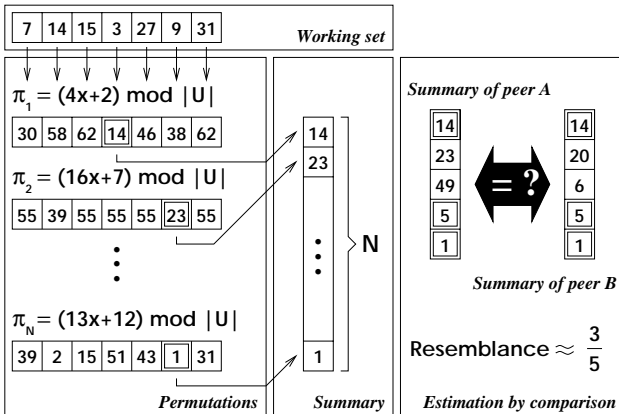 7 14 15 3 27 9 31
Working set
π1 = (4x+2) mod |U|
30 58 62 14 46 38 62
π2 = (16x+7) mod |U|
55 39 55 55 55 23 55
πN = (13x+12) mod |U|
39 2 15 51 43 1 31
Permutations
14
23
1
N
Summary
Summary of peer A
14 14
23 20
49 6
5 5
1 1
= ?
Summary of peer B
Resemblance ≈ 3/5
Estimation by comparison